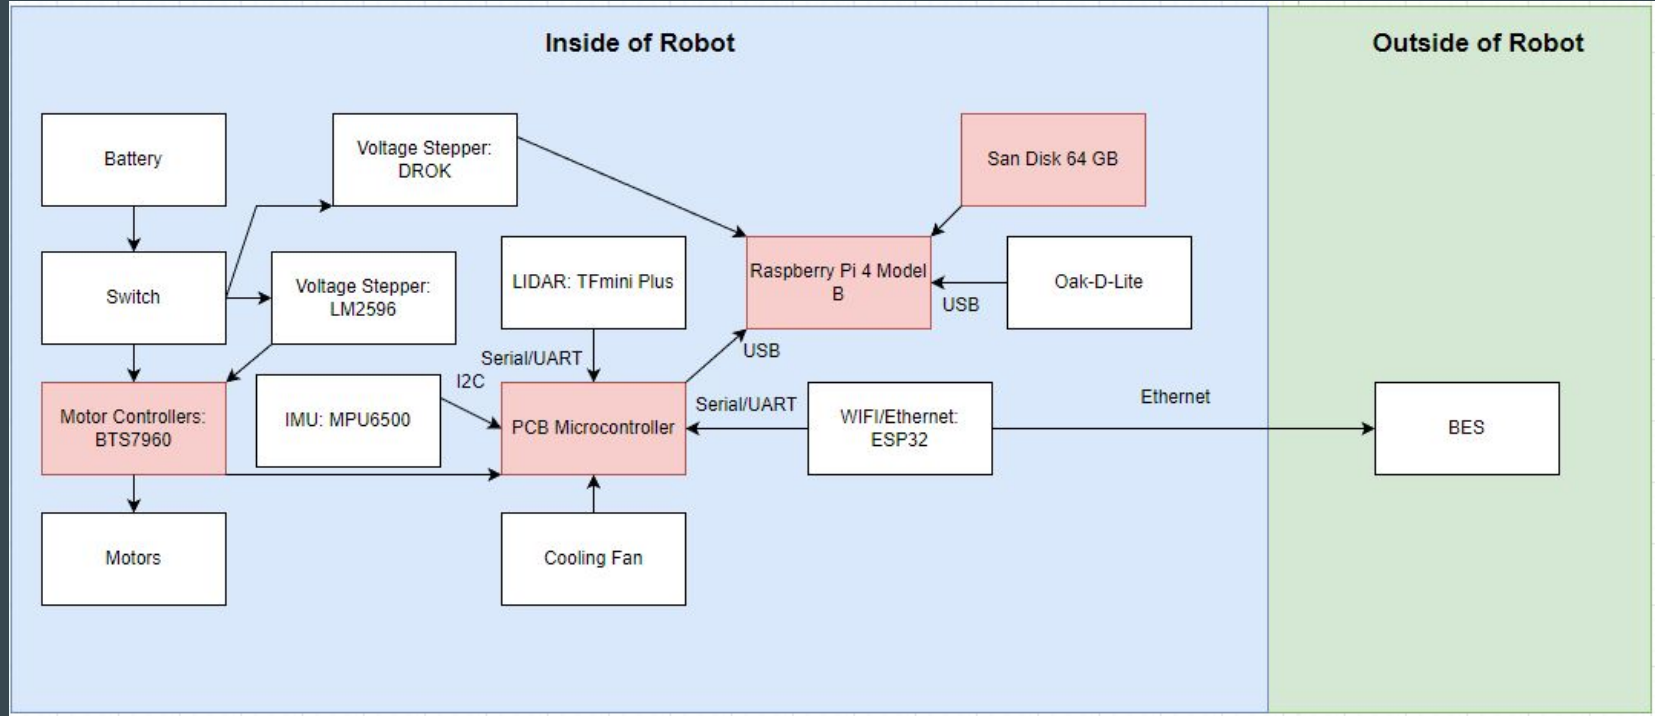 Inside of Robot
Outside of Robot
Battery
Voltage Stepper:
DROK
San Disk 64 GB
Switch
Voltage Stepper:
LM2596
LIDAR: TFmini Plus
Raspberry Pi 4 Model
B
Oak-D-Lite
USB
Serial/UART
USB
I2C
Motor Controllers:
BTS7960
IMU: MPU6500
PCB Microcontroller
Serial/UART
WIFI/Ethernet:
ESP32
Ethernet
BES
Motors
Cooling Fan